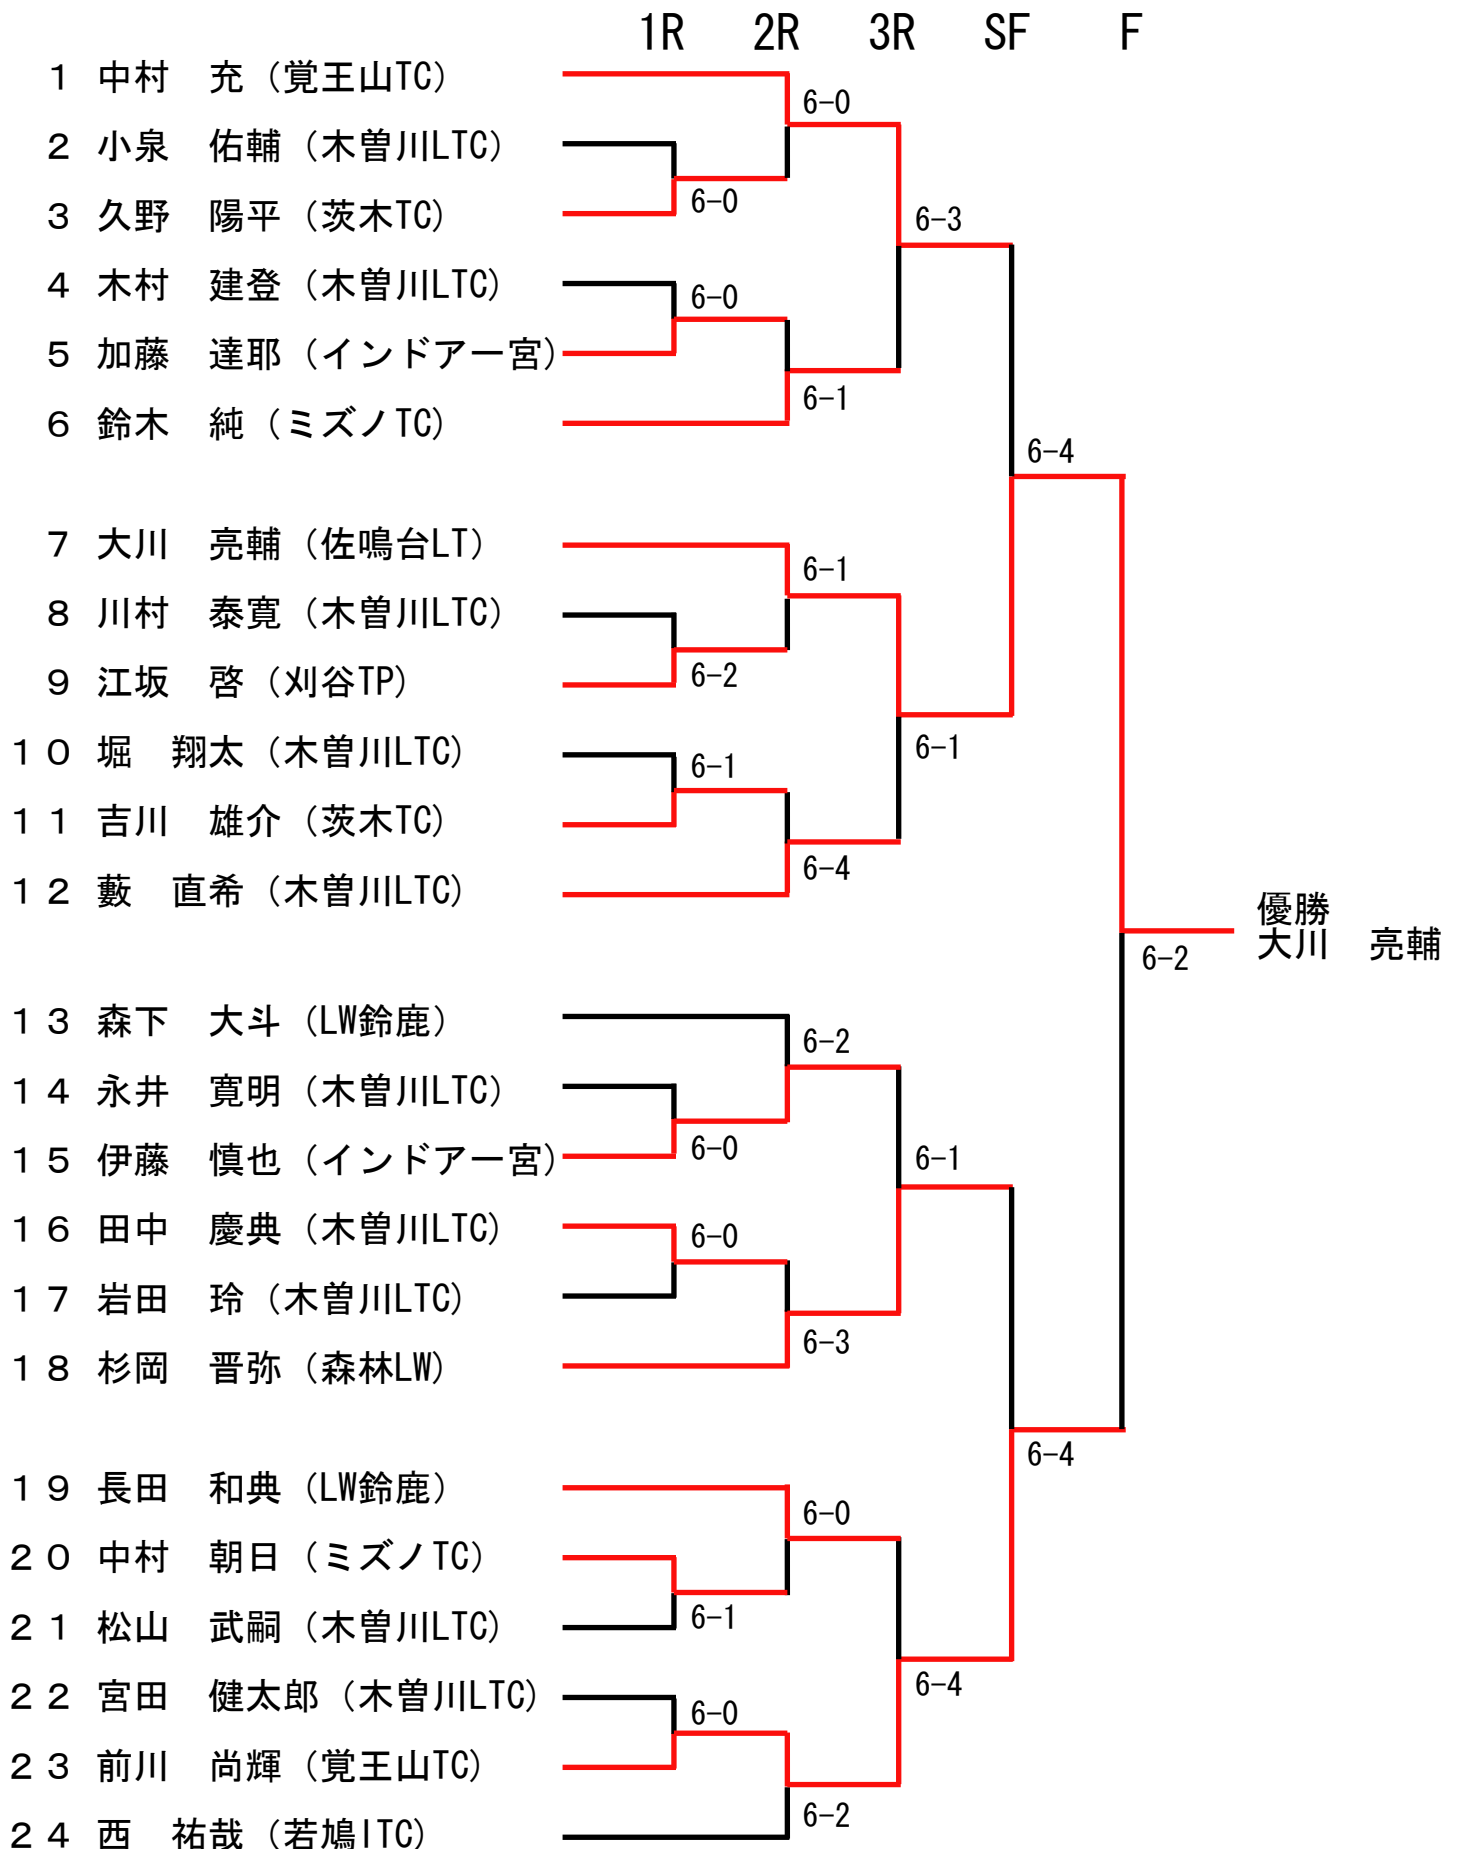 1R 2R 3R SF F
1 中村　充（覚王山TC）
6-0
2 小泉　佑輔（木曽川LTC）
6-0
3 久野　陽平（茨木TC）
6-3
4 木村　建登（木曽川LTC）
6-0
5 加藤　達耶（インドアー宮）
6-1
6 鈴木　純（ミズノTC）
6-4
7 大川　亮輔（佐鳴台LT）
6-1
8 川村　泰寛（木曽川LTC）
9 江坂　啓（刈谷TP）
6-2
10 堀　翔太（木曽川LTC）
6-1
6-1
11 吉川　雄介（茨木TC）
6-4
12 藪　直希（木曽川LTC）
優勝
大川　亮輔
6-2
13 森下　大斗（LW鈴鹿）
6-2
14 永井　寛明（木曽川LTC）
6-0
15 伊藤　慎也（インドアー宮）
6-1
16 田中　慶典（木曽川LTC）
6-0
17 岩田　玲（木曽川LTC）
6-3
18 杉岡　晋弥（森林LW）
6-4
19 長田　和典（LW鈴鹿）
6-0
20 中村　朝日（ミズノTC）
6-1
21 松山　武嗣（木曽川LTC）
6-4
22 宮田　健太郎（木曽川LTC）
6-0
23 前川　尚輝（覚王山TC）
6-2
24 西　祐哉（若鳩ITC）